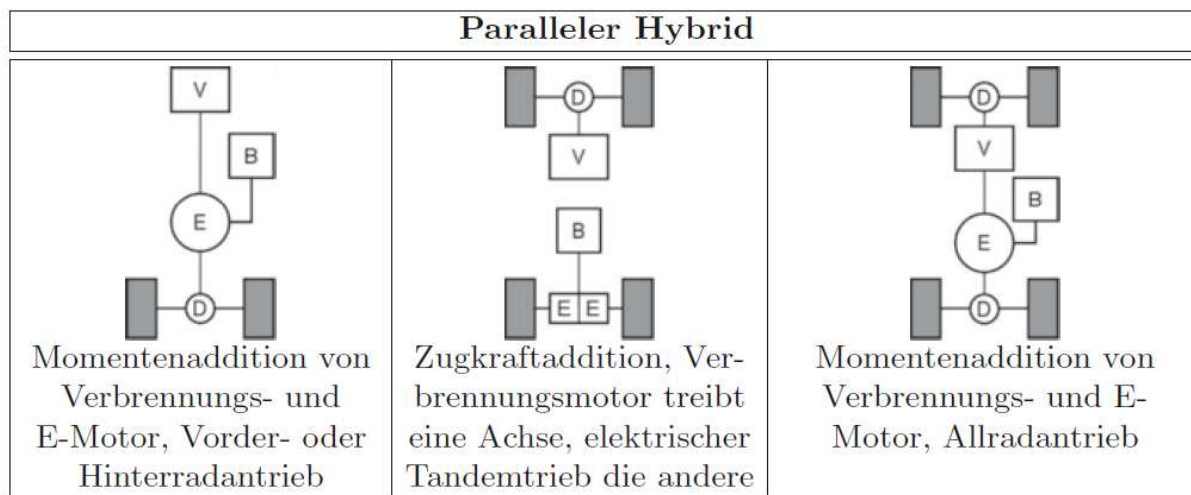 Paralleler Hybrid
V
B
E
D
Momentenaddition von
Verbrennungs- und
E-Motor, Vorder- oder
Hinterradantrieb
D
V
B
E E
Zugkraftaddition, Ver-
brennungsmotor treibt
eine Achse, elektrischer
Tandemtrieb die andere
D
V
B
E
D
Momentenaddition von
Verbrennungs- und E-
Motor, Allradantrieb